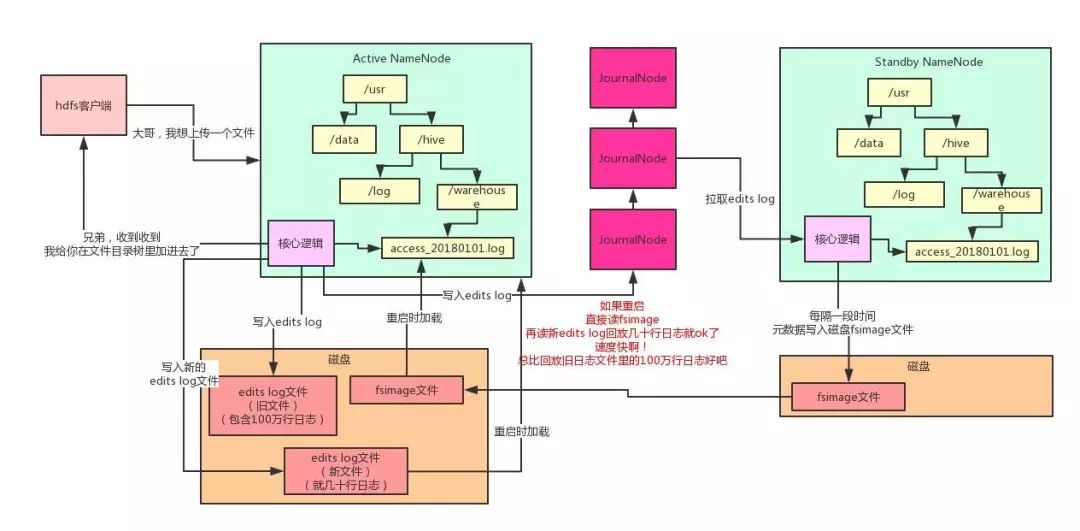 Active NameNode
Standby NameNode
hdfs客户端
大哥，我想上传一个文件
/usr
/data
/hive
/log
/warehous
e
access_20180101.log
核心逻辑
兄弟，收到收到
我给你在文件目录树里加进去了
写入edits log
JournalNode
JournalNode
JournalNode
拉取edits log
/usr
/data
/hive
/log
/warehous
e
access_20180101.log
核心逻辑
写入edits log
重启时加载
如果重启
直接读fsimage
再读新edits log回放几十行日志就ok了
速度快啊！
总比回放旧日志文件里的100万行日志好吧
每隔一段时间
元数据写入磁盘fsimage文件
写入新的
edits log文件
磁盘
edits log文件
（旧文件）
（包含100万行日志）
fsimage文件
重启时加载
edits log文件
（新文件）
（就几十行日志）
磁盘
fsimage文件